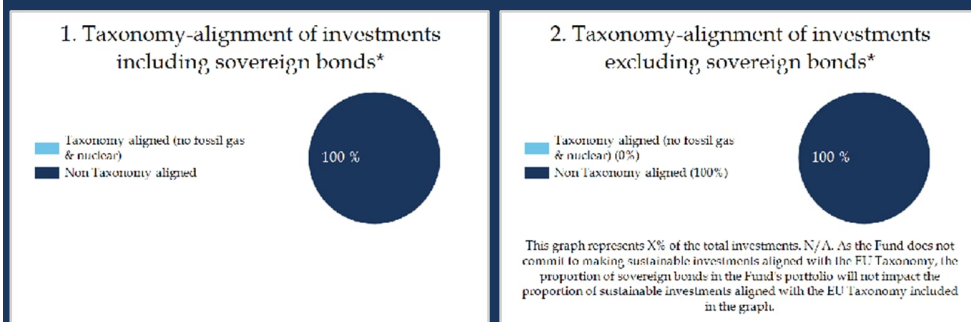 1. Taxonomy-alignment of investments
including sovereign bonds*
Taxonomy aligned (no fossil gas
& nuclear)
Non Taxonomy aligned
100 %
2. Taxonomy-alignment of investments
excluding sovereign bonds*
Taxonomy aligned (no fossil gas
& nuclear) (0%)
Non Taxonomy aligned (100%)
100 %
This graph represents X% of the total investments. N/A. As the Fund does not
commit to making sustainable investments aligned with the EU Taxonomy, the
proportion of sovereign bonds in the Fund's portfolio will not impact the
proportion of sustainable investments aligned with the EU Taxonomy included
in the graph.